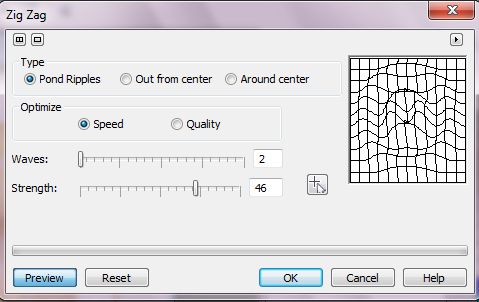 Zig Zag
Type
Pond Ripples Out from center Around center
Optimize
Speed Quality
Waves: 2
Strength: 46
Preview Reset OK Cancel Help